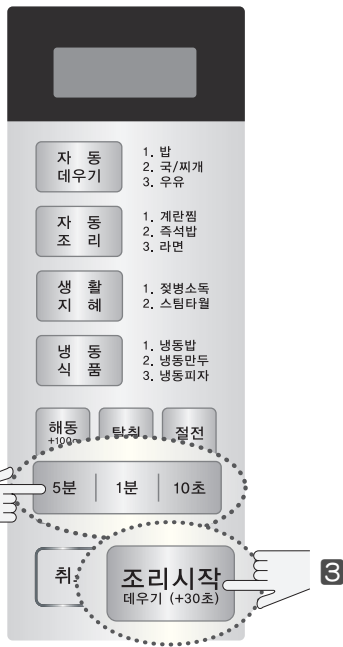 자 동
데우기
1. 밥
2. 국/찌개
3. 우유
자 동
조 리
1. 계란찜
2. 즉석밥
3. 라면
생 활
지 혜
1. 젖병소독
2. 스팀타월
냉 동
식 품
1. 냉동밥
2. 냉동만두
3. 냉동피자
해동
+100g
탈취
절전
5분
1분
10초
조리시작
데우기 (+30초)
3